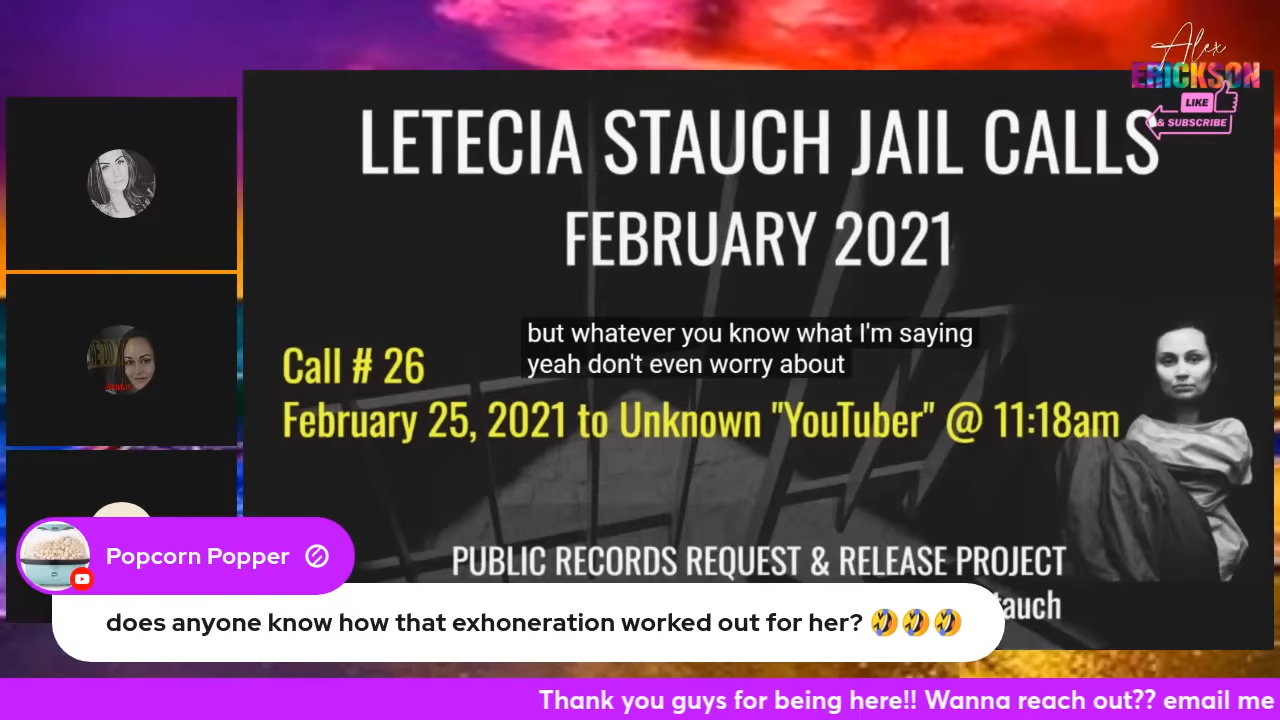 Alex
ERICKSON
LIKE
& SUBSCRIBE
LETECIA STAUCH JAIL CALLS
FEBRUARY 2021
but whatever you know what I'm saying
yeah don't even worry about
Call # 26
February 25, 2021 to Unknown "YouTuber" @ 11:18am
PUBLIC RECORDS REQUEST & RELEASE PROJECT
tauch
Popcorn Popper
does anyone know how that exhoneration worked out for her? 🤣🤣🤣
Thank you guys for being here!! Wanna reach out?? email me